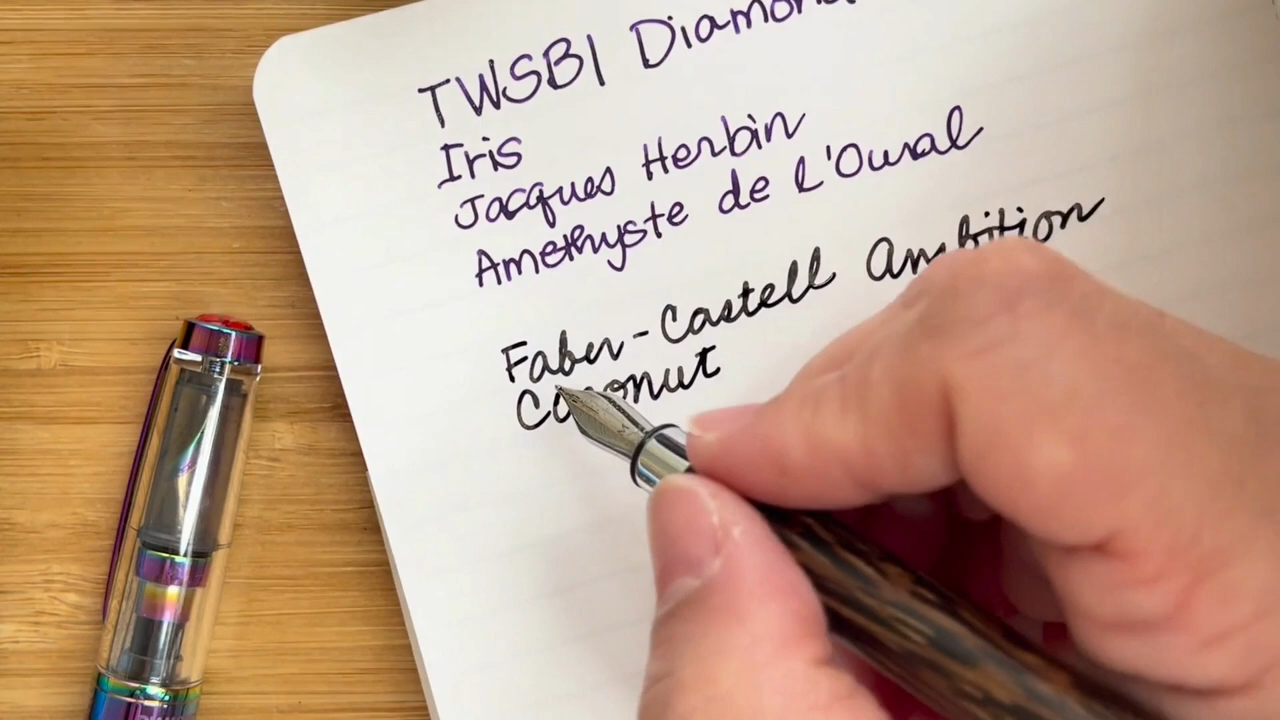 TWSBI Diamond
Iris
Jacques Herbin
Amethyste de l'Oural
Faber-Castell Ambition
Coconut